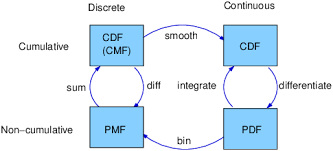 Discrete
Continuous
Cumulative
CDF
(CMF)
smooth
CDF
sum
diff
integrate
differentiate
Non-cumulative
PMF
bin
PDF